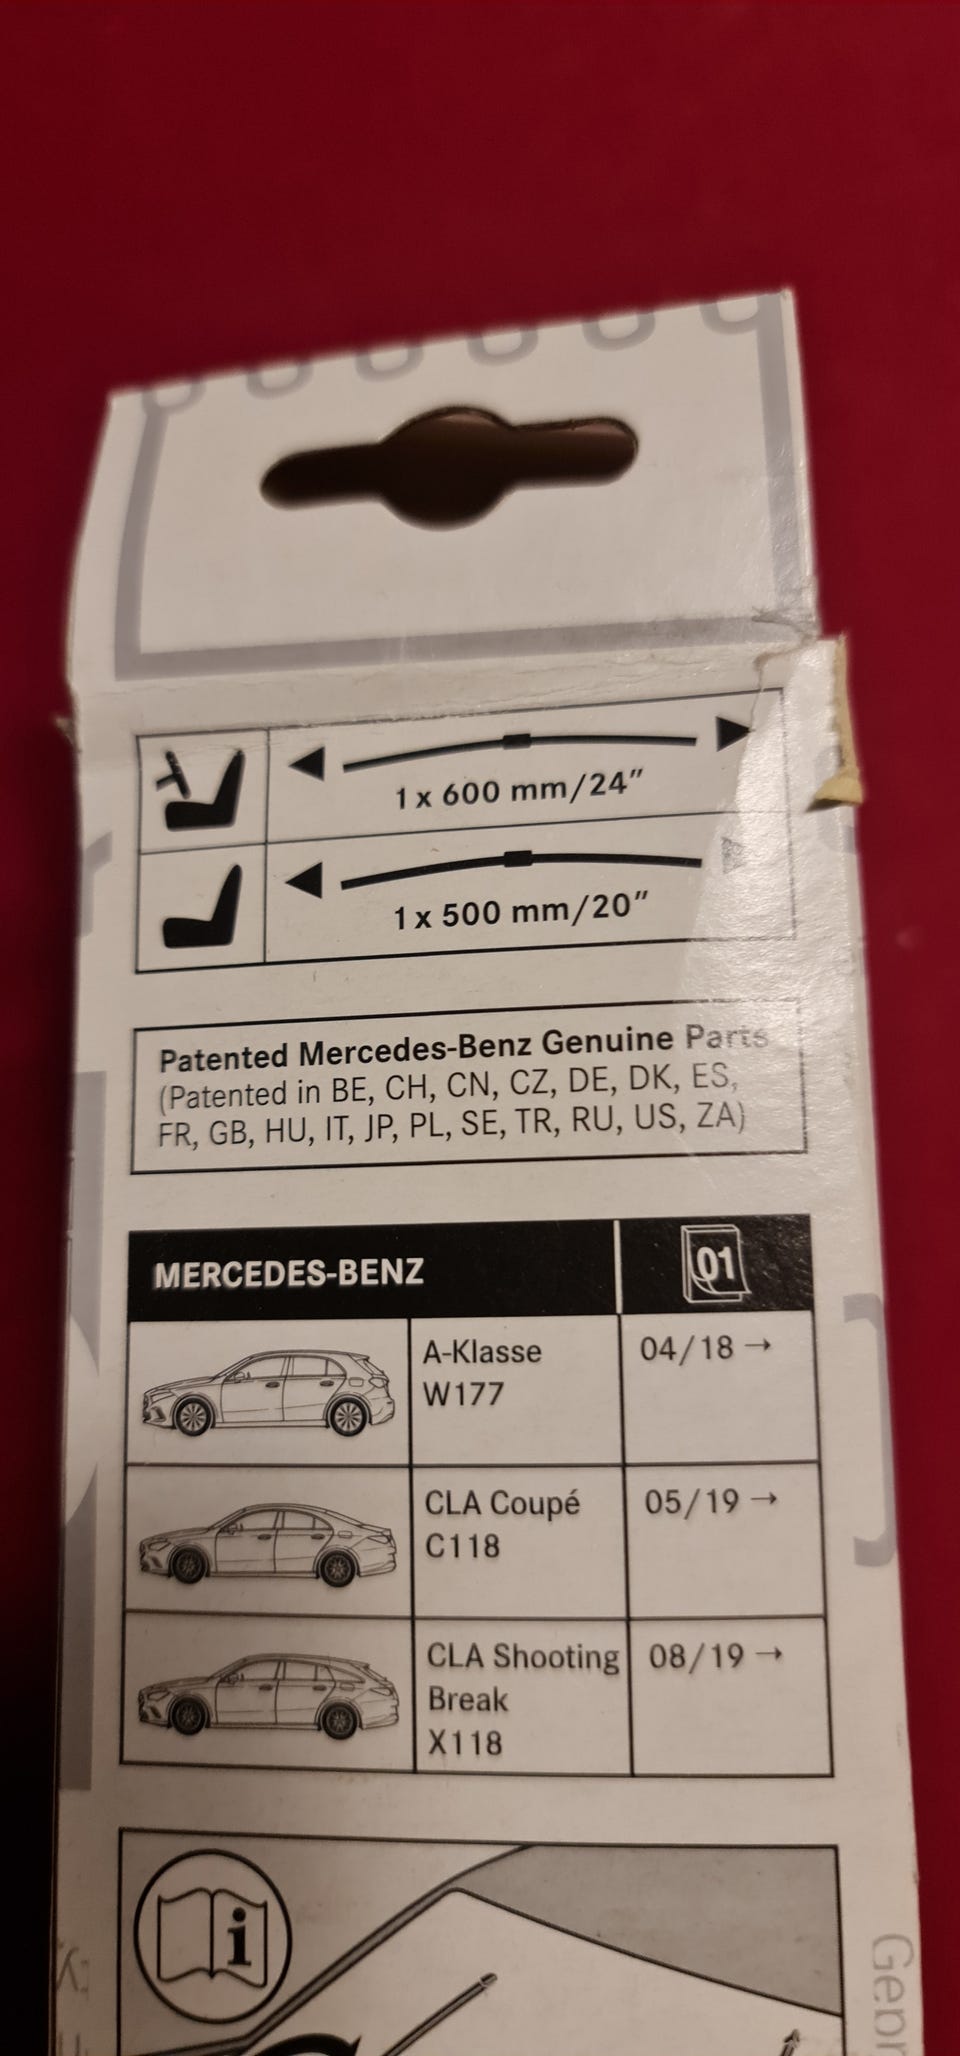 1 x 600 mm/24″
1 x 500 mm/20″
Patented Mercedes-Benz Genuine Parts
(Patented in BE, CH, CN, CZ, DE, DK, ES,
FR, GB, HU, IT, JP, PL, SE, TR, RU, US, ZA)
MERCEDES-BENZ
01
A-Klasse
W177
04/18 →
CLA Coupé
C118
05/19 →
CLA Shooting
Break
X118
08/19 →
i